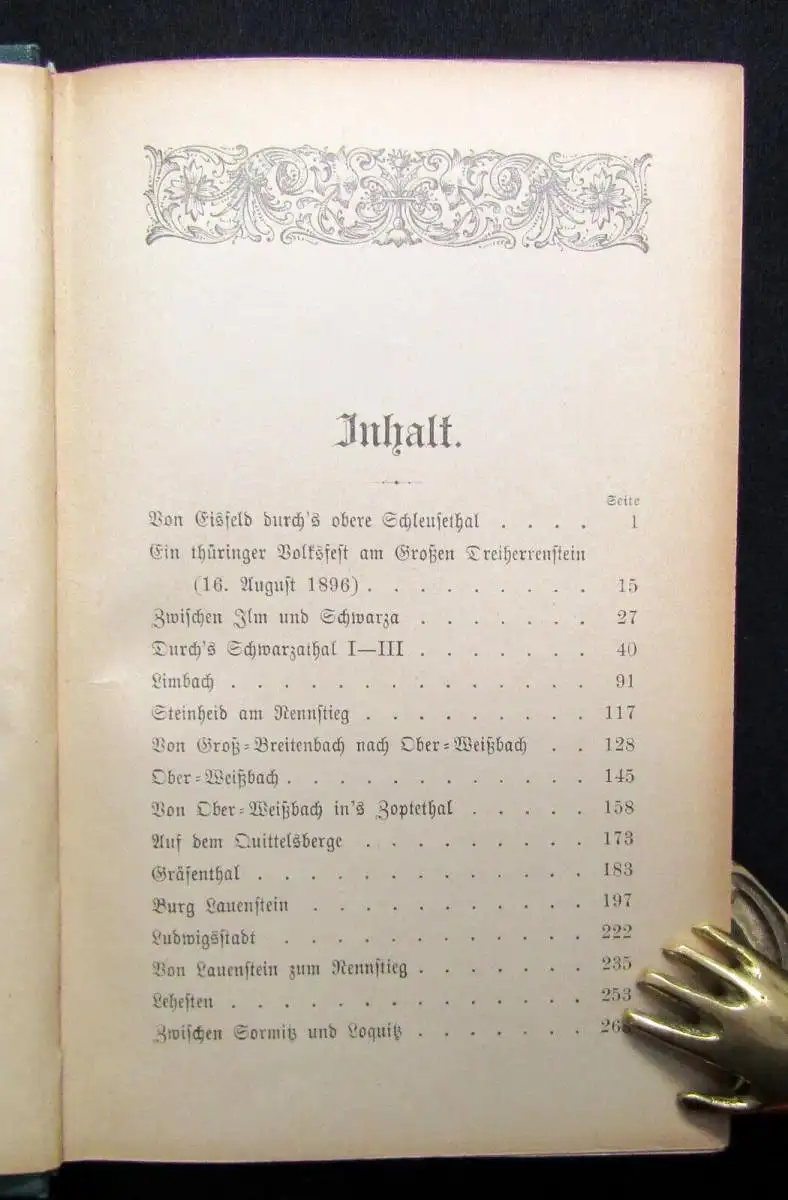 Inhalt.
Seite
Von Eisfeld durch's obere Schleusethal . . . . 1
Ein thüringer Volksfest am Großen Dreiherrenstein
(16. August 1896) . . . . . . . . . 15
Zwischen Ilm und Schwarza . . . . . . 27
Durch's Schwarzathal I—III . . . . . . 40
Limbach . . . . . . . . . . . . . 91
Steinheid am Rennstieg . . . . . . . . 117
Von Groß-Breitenbach nach Ober-Weißbach . . 128
Ober-Weißbach . . . . . . . . . . . 145
Von Ober-Weißbach in's Zoptethal . . . . . 158
Auf dem Quittelsberge . . . . . . . . 173
Gräfenthal . . . . . . . . . . . . 183
Burg Lauenstein . . . . . . . . . . 197
Ludwigsstadt . . . . . . . . . . . 222
Von Lauenstein zum Rennstieg . . . . . . 235
Lehesten . . . . . . . . . . . . . 253
Zwischen Sormitz und Loquitz . . . . . .